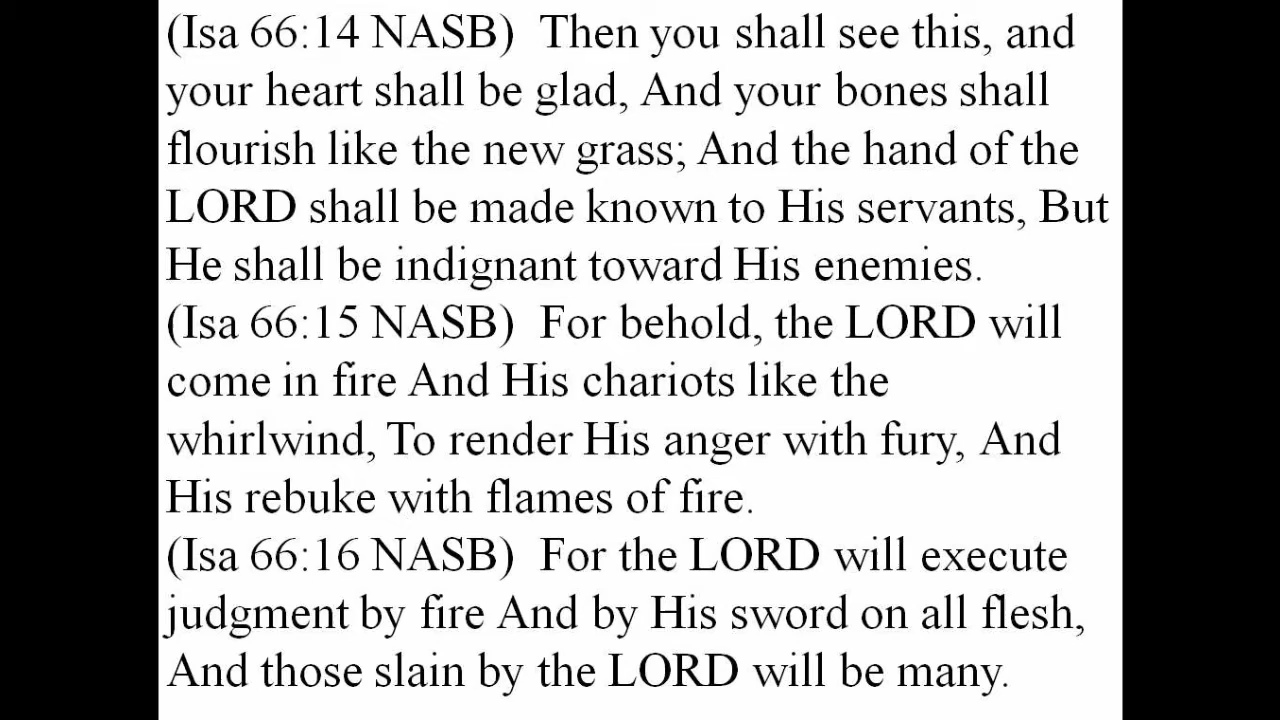 (Isa 66:14 NASB)  Then you shall see this, and
your heart shall be glad, And your bones shall
flourish like the new grass; And the hand of the
LORD shall be made known to His servants, But
He shall be indignant toward His enemies.
(Isa 66:15 NASB)  For behold, the LORD will
come in fire And His chariots like the
whirlwind, To render His anger with fury, And
His rebuke with flames of fire.
(Isa 66:16 NASB)  For the LORD will execute
judgment by fire And by His sword on all flesh,
And those slain by the LORD will be many.